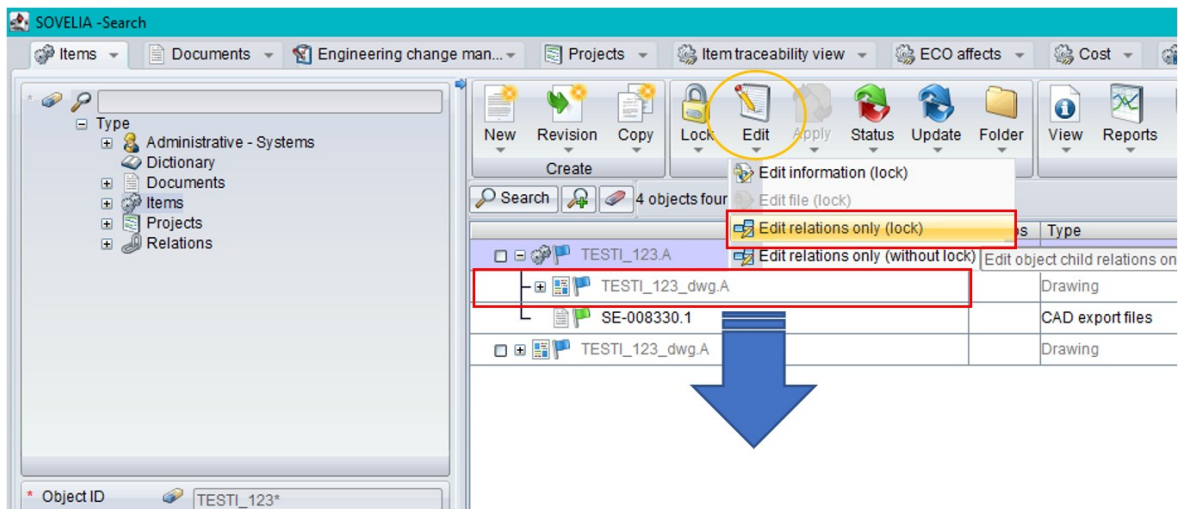 SOVELIA -Search
Items
Documents
Engineering change man...
Projects
Item traceability view
ECO affects
Cost
*
Type
Administrative - Systems
Dictionary
Documents
Items
Projects
Relations
New
Revision
Copy
Lock
Edit
Apply
Status
Update
Folder
View
Reports
Create
Edit information (lock)
Search
4 objects four
Edit file (lock)
Edit relations only (lock)
Type
TESTI_123.A
Edit relations only (without lock)
Edit object child relations on
TESTI_123_dwg.A
Drawing
SE-008330.1
CAD export files
TESTI_123_dwg.A
Drawing
* Object ID
TESTI_123*